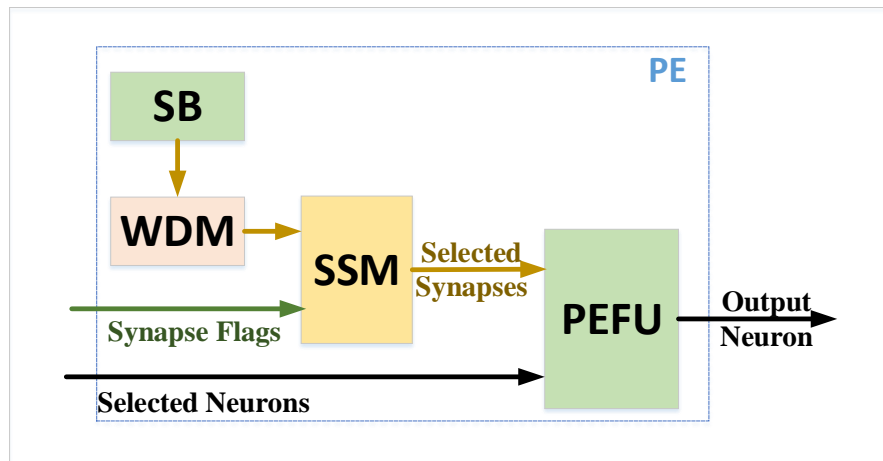 PE
SB
WDM
SSM
Selected
Synapses
Synapse Flags
PEFU
Output
Neuron
Selected Neurons